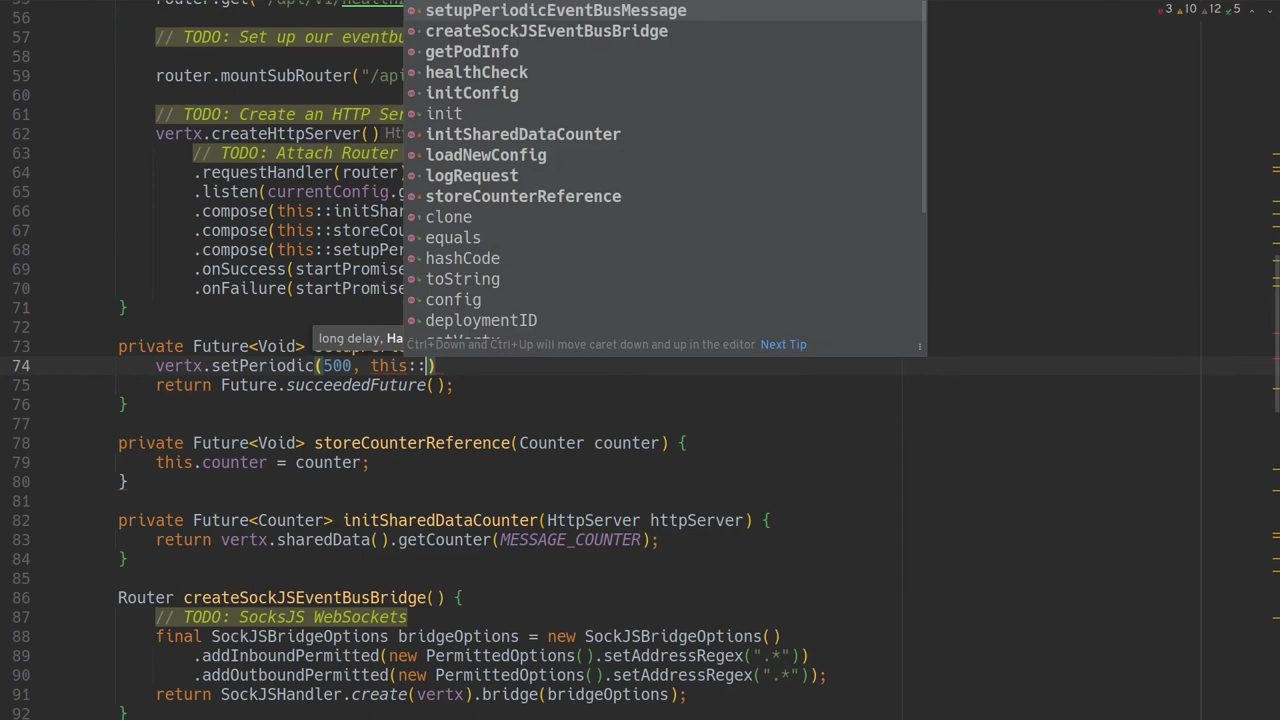 55 router.get("/api/v1/
setupPeriodicEventBusMessage
3 10 12 5
57 // TODO: Set up our eventbu
createSockJSEventBusBridge
58
getPodInfo
59 router.mountSubRouter("/api
healthCheck
60
initConfig
61 // TODO: Create an HTTP Ser
init
62 vertx.createHttpServer()
initSharedDataCounter
63 // TODO: Attach Router
loadNewConfig
64 .requestHandler(router)
logRequest
65 .listen(currentConfig.g
storeCounterReference
66 .compose(this::initShar
clone
67 .compose(this::storeCou
equals
68 .compose(this::setupPer
hashCode
69 .onSuccess(startPromise
toString
70 .onFailure(startPromise
config
71 }
deploymentID
72
long delay, Ha
Ctrl+Down and Ctrl+Up will move caret down and up in the editor Next Tip
73 private Future<Void>
74 vertx.setPeriodic(500, this::)
75 return Future.succeededFuture();
76 }
77
78 private Future<Void> storeCounterReference(Counter counter) {
79 this.counter = counter;
80 }
81
82 private Future<Counter> initSharedDataCounter(HttpServer httpServer) {
83 return vertx.sharedData().getCounter(MESSAGE_COUNTER);
84 }
85
86 Router createSockJSEventBusBridge() {
87 // TODO: SocksJS WebSockets
88 final SockJSBridgeOptions bridgeOptions = new SockJSBridgeOptions()
89 .addInboundPermitted(new PermittedOptions().setAddressRegex(".*"))
90 .addOutboundPermitted(new PermittedOptions().setAddressRegex(".*"));
91 return SockJSHandler.create(vertx).bridge(bridgeOptions);
92 }